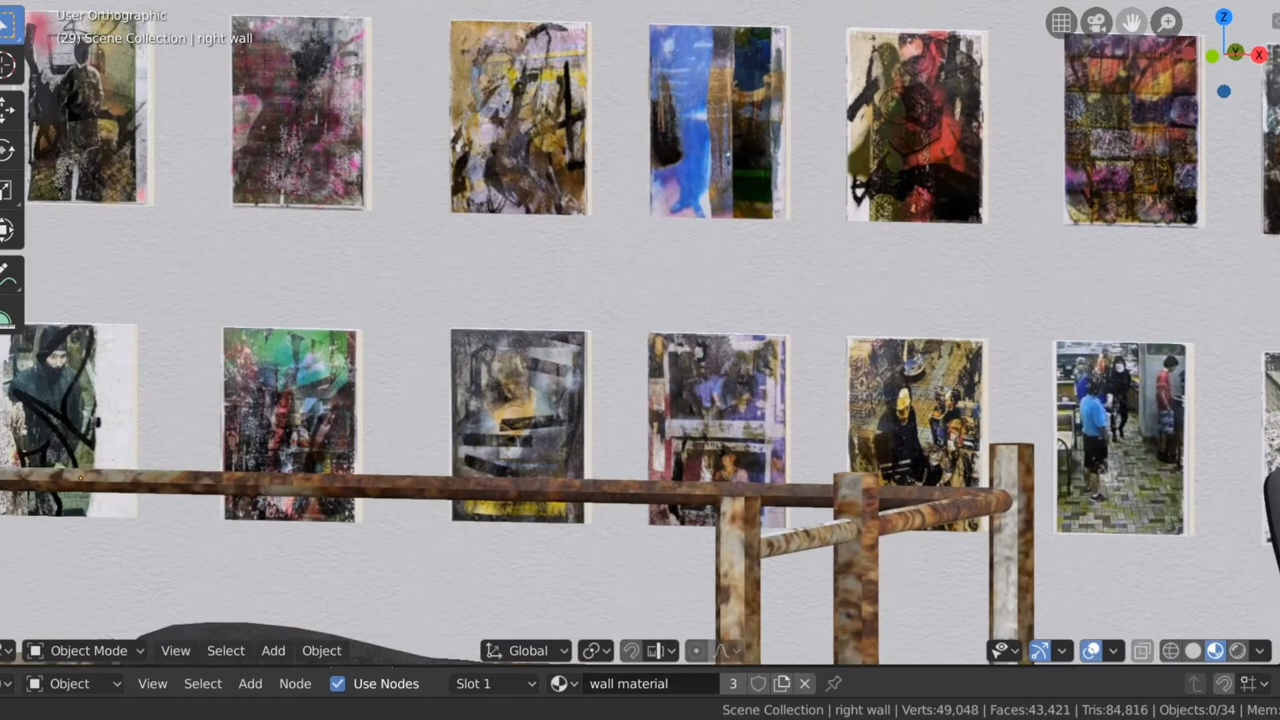 User Orthographic
(29) Scene Collection | right wall
Z
Y
X
Object Mode View Select Add Object Global
Object View Select Add Node Use Nodes Slot 1 wall material 3
Scene Collection | right wall | Verts:49,048 | Faces:43,421 | Tris:84,816 | Objects:0/34 | Mem: